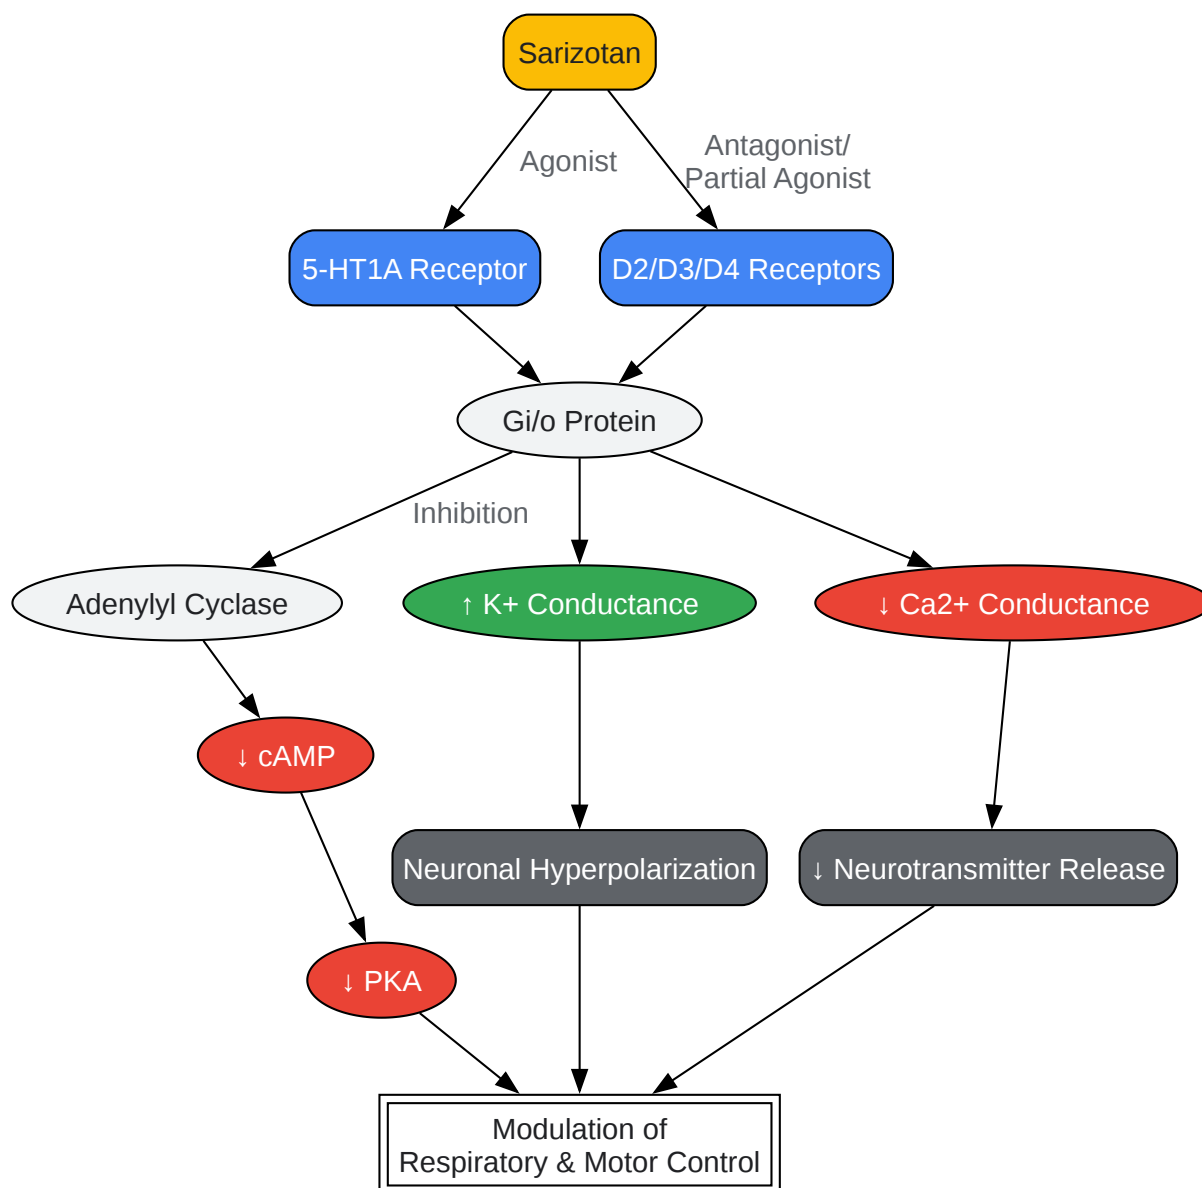 Sarizotan
Agonist
Antagonist/
Partial Agonist
5-HT1A Receptor
D2/D3/D4 Receptors
Gi/o Protein
Inhibition
Adenylyl Cyclase
↑ K+ Conductance
↓ Ca2+ Conductance
↓ cAMP
Neuronal Hyperpolarization
↓ Neurotransmitter Release
↓ PKA
Modulation of
Respiratory & Motor Control